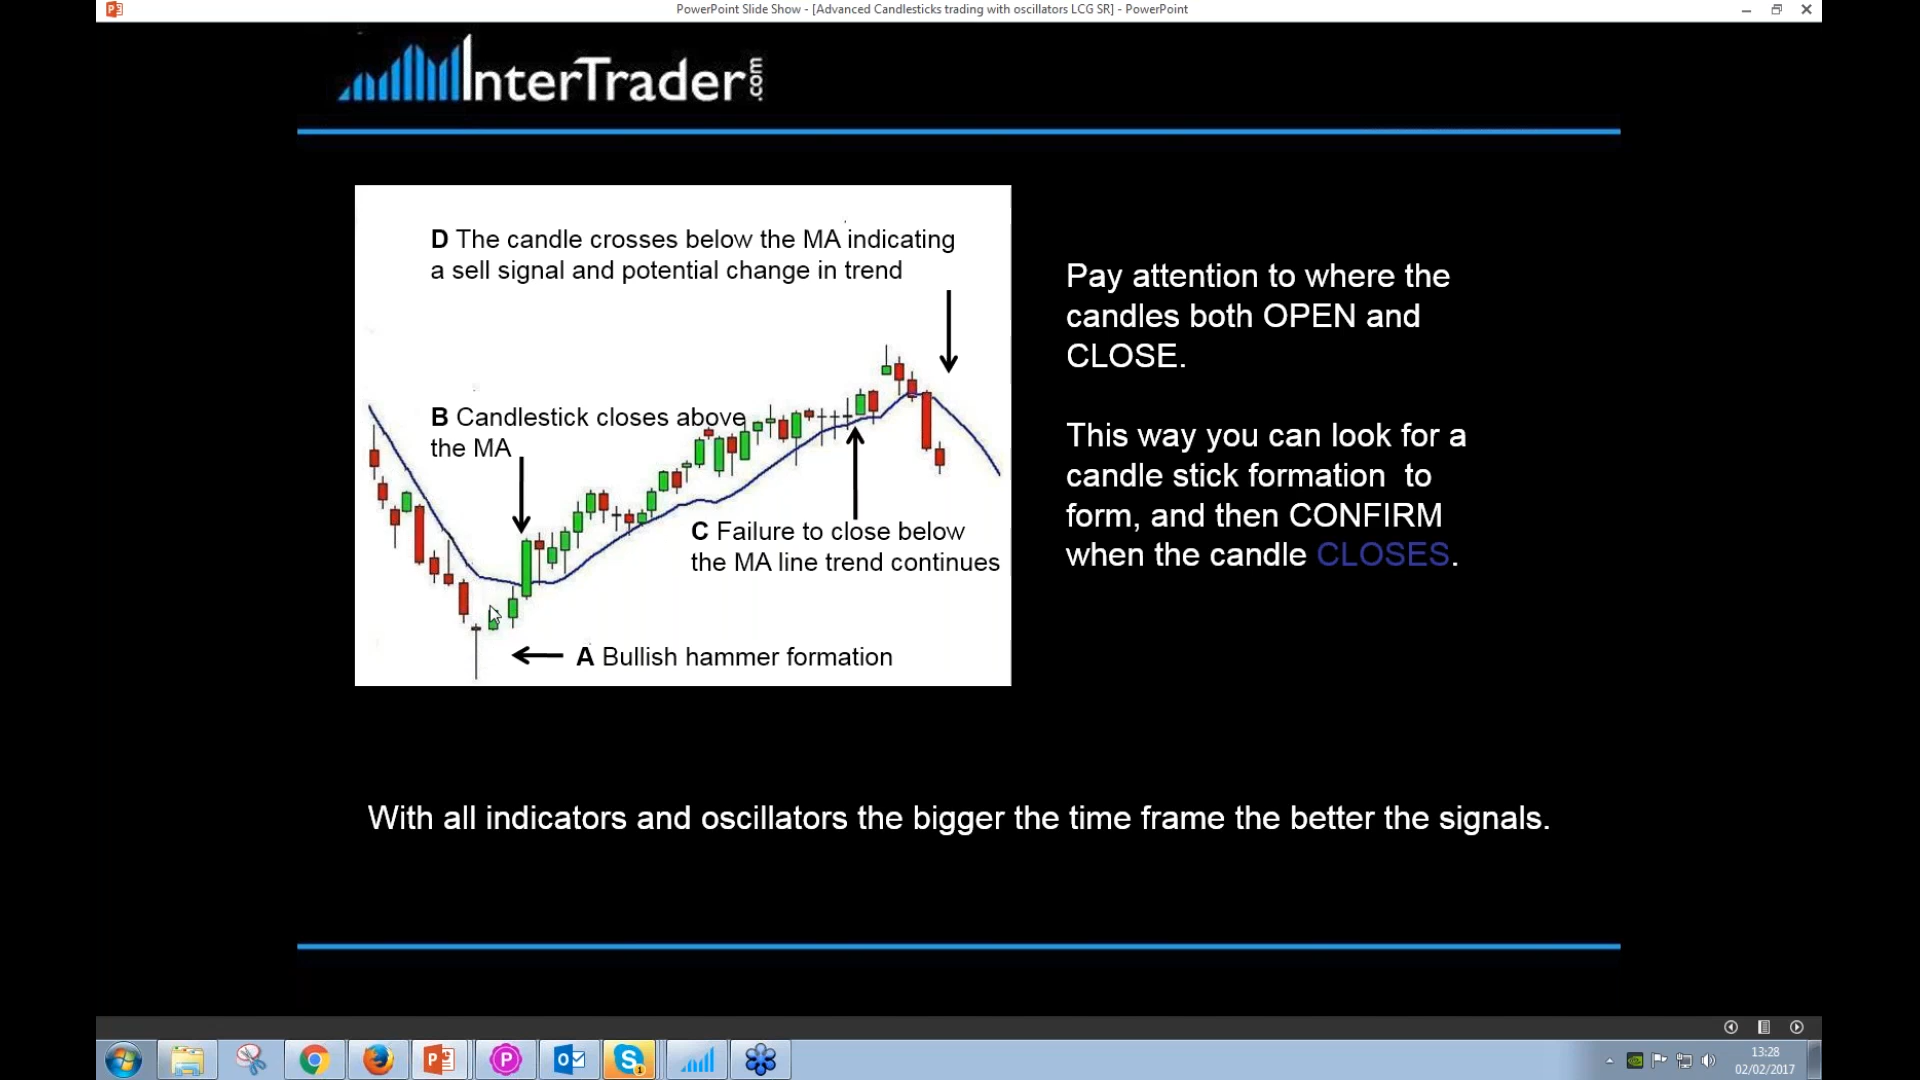 PowerPoint Slide Show - [Advanced Candlesticks trading with oscillators LCG SR] - PowerPoint
InterTrader.com
D The candle crosses below the MA indicating
a sell signal and potential change in trend
B Candlestick closes above
the MA
C Failure to close below
the MA line trend continues
A Bullish hammer formation
Pay attention to where the
candles both OPEN and
CLOSE.
This way you can look for a
candle stick formation to
form, and then CONFIRM
when the candle CLOSES.
With all indicators and oscillators the bigger the time frame the better the signals.
13:28
02/02/2017